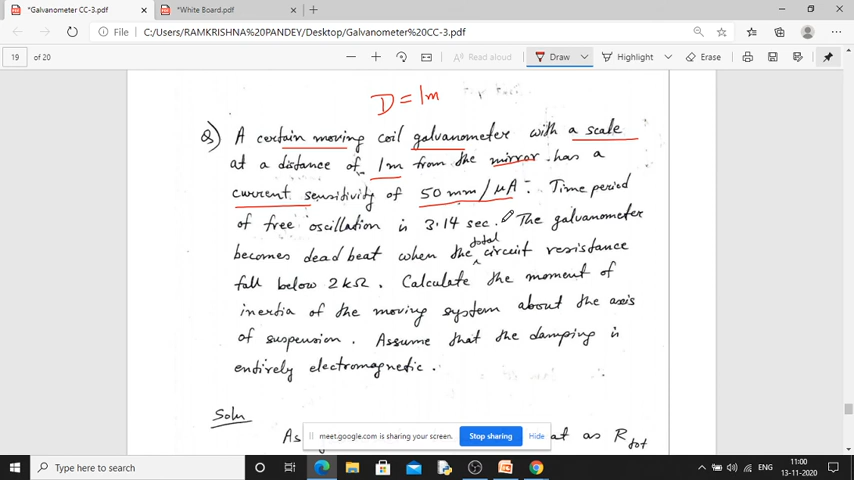 *Galvanometer CC-3.pdf
*White Board.pdf
C:/Users/RAMKRISHNA%20PANDEY/Desktop/Galvanometer%20CC-3.pdf
19 of 20
Read aloud
Draw
Highlight
Erase
D = 1m
Q) A certain moving coil galvanometer with a scale
at a distance of 1m from the mirror has a
current sensitivity of 50 mm/μA. Time period
of free oscillation is 3.14 sec. The galvanometer
becomes dead beat when the total circuit resistance
fall below 2kΩ. Calculate the moment of
inertia of the moving system about the axis
of suspension. Assume that the damping is
entirely electromagnetic.
Soln
As
at as Rtot
meet.google.com is sharing your screen.
Stop sharing
Hide
Type here to search
ENG
11:00
13-11-2020